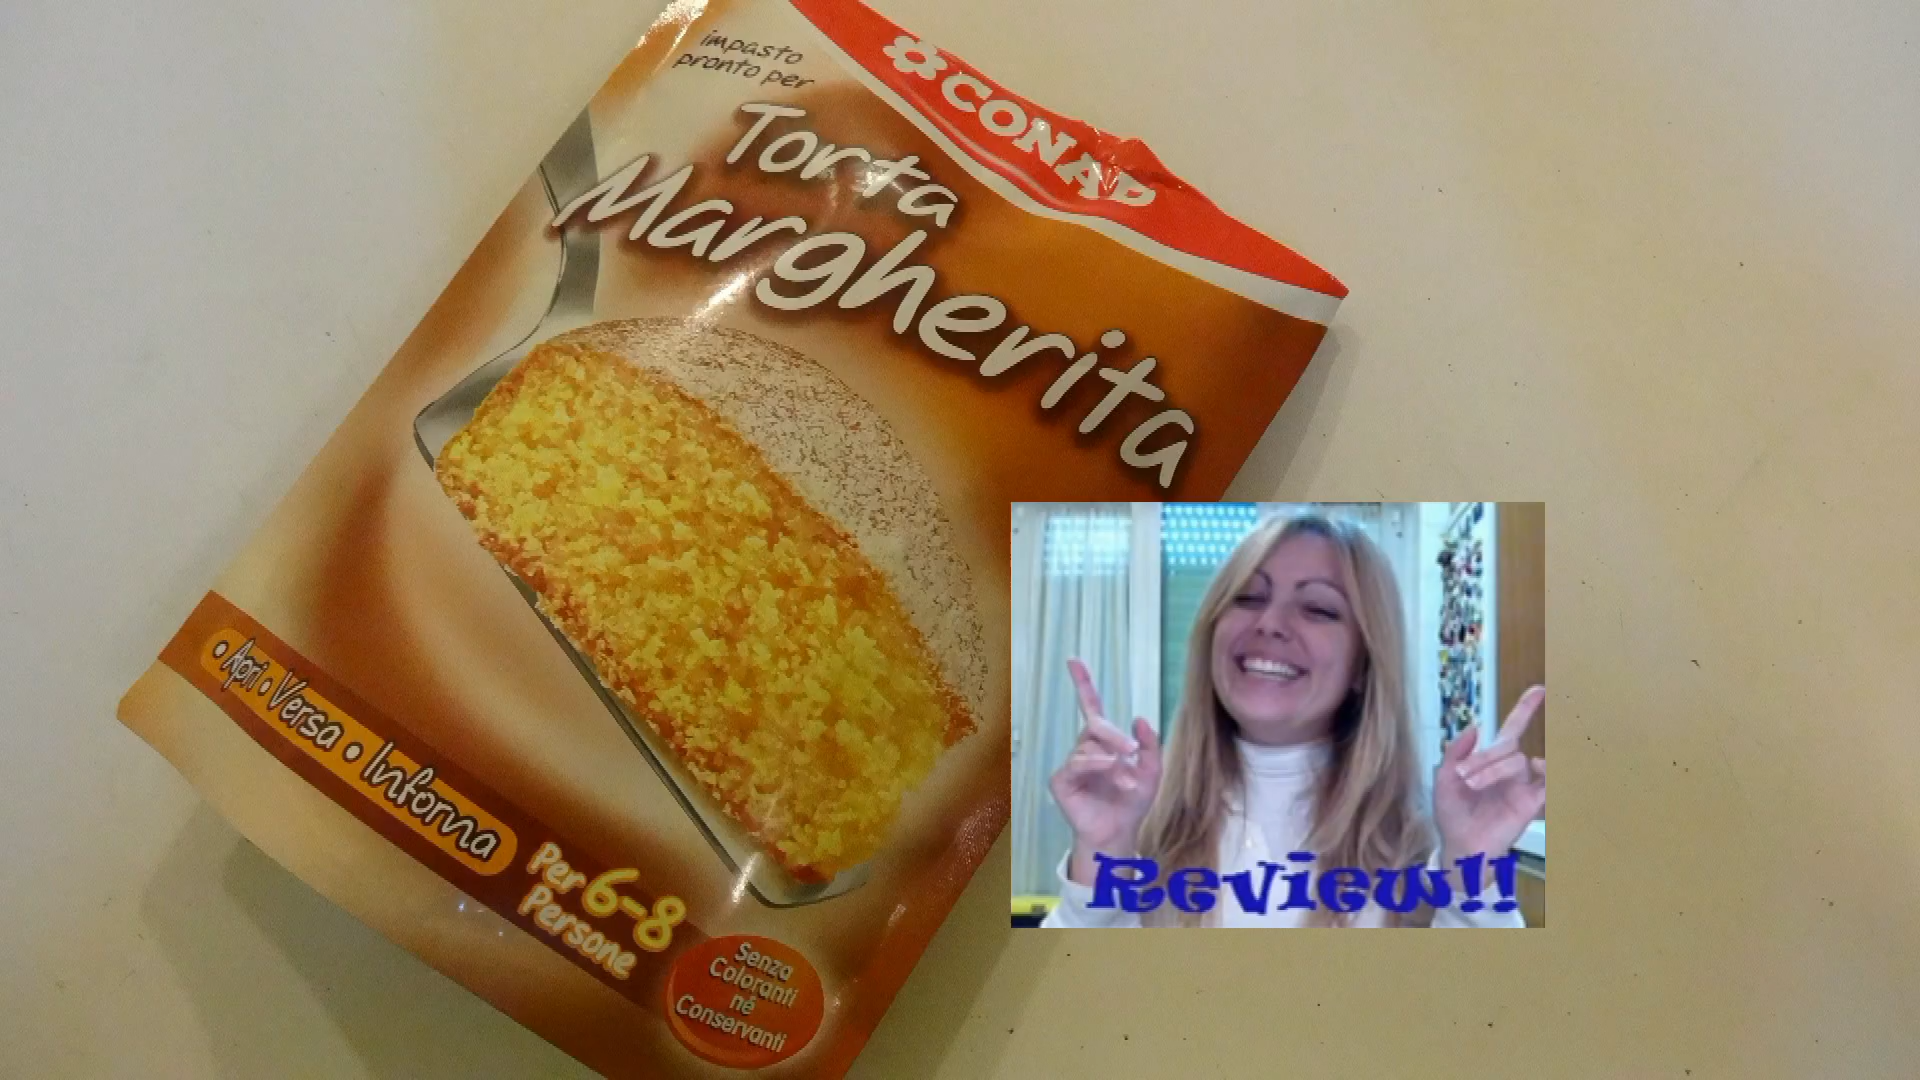 impasto
pronto per
CONAD
Torta
Margherita
• Apri • Versa • Inforna
Per 6-8
Persone
Senza
Coloranti
né
Conservanti
Review!!